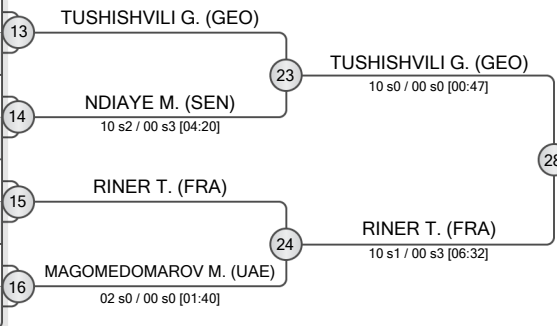 TUSHISHVILI G. (GEO)
13
23
TUSHISHVILI G. (GEO)
10 s0 / 00 s0 [00:47]
NDIAYE M. (SEN)
14
10 s2 / 00 s3 [04:20]
28
RINER T. (FRA)
15
24
RINER T. (FRA)
10 s1 / 00 s3 [06:32]
MAGOMEDOMAROV M. (UAE)
16
02 s0 / 00 s0 [01:40]